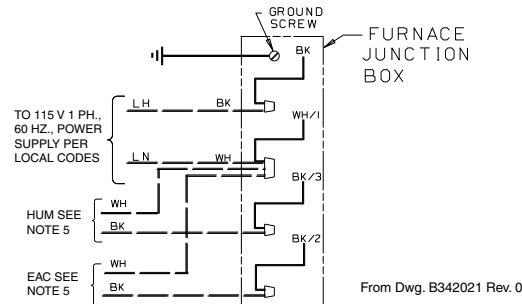 GROUND
SCREW
FURNACE
JUNCTION
BOX
BK
LH
BK
TO 115 V 1 PH.,
60 HZ., POWER
SUPPLY PER
LOCAL CODES
WH/1
LN
WH
BK/3
WH
HUM SEE
NOTE 5
BK
BK/2
WH
EAC SEE
NOTE 5
BK
From Dwg. B342021 Rev. 0